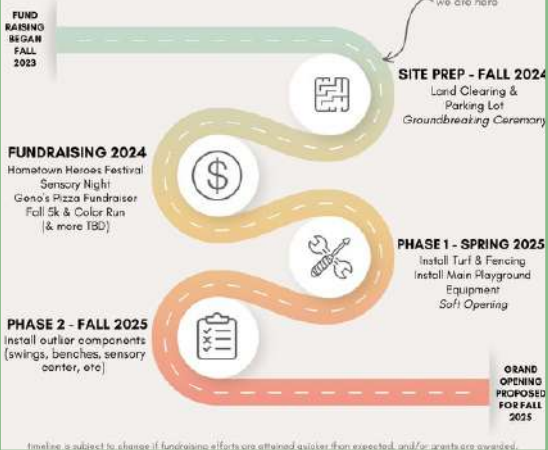 we are here
FUND
RAISING
BEGAN
FALL
2023
SITE PREP - FALL 2024
Land Clearing &
Parking Lot
Groundbreaking Ceremony
FUNDRAISING 2024
Hometown Heroes Festival
Sensory Night
Geno's Pizza Fundraiser
Fall 5k & Color Run
(& more TBD)
$
PHASE 1 - SPRING 2025
Install Turf & Fencing
Install Main Playground
Equipment
Soft Opening
PHASE 2 - FALL 2025
Install outlier components
(swings, benches, sensory
center, etc)
GRAND
OPENING
PROPOSED
FOR FALL
2025
timeline is subject to change if fundraising efforts are attained quicker than expected, and/or grants are awarded.